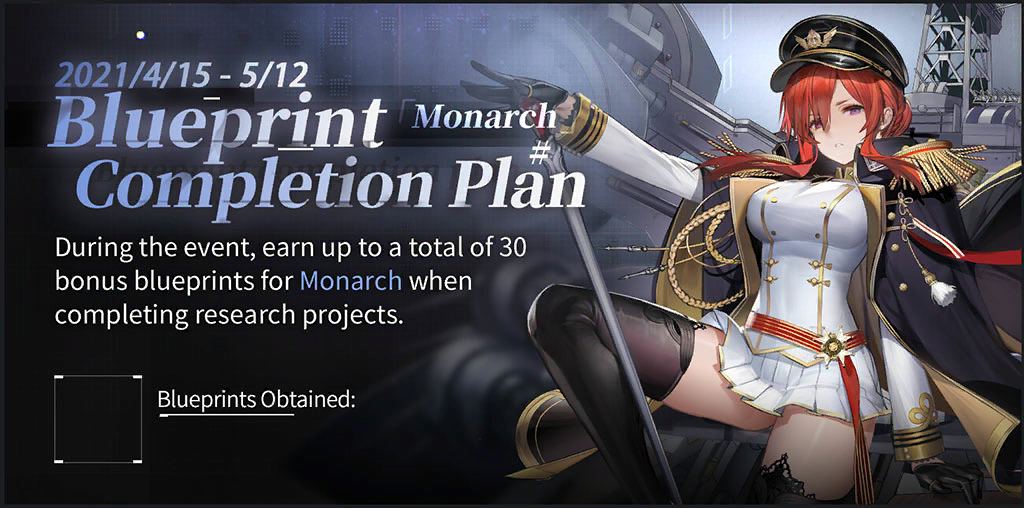 2021/4/15 - 5/12
Blueprint Monarch
#
Completion Plan
During the event, earn up to a total of 30
bonus blueprints for Monarch when
completing research projects.
Blueprints Obtained: